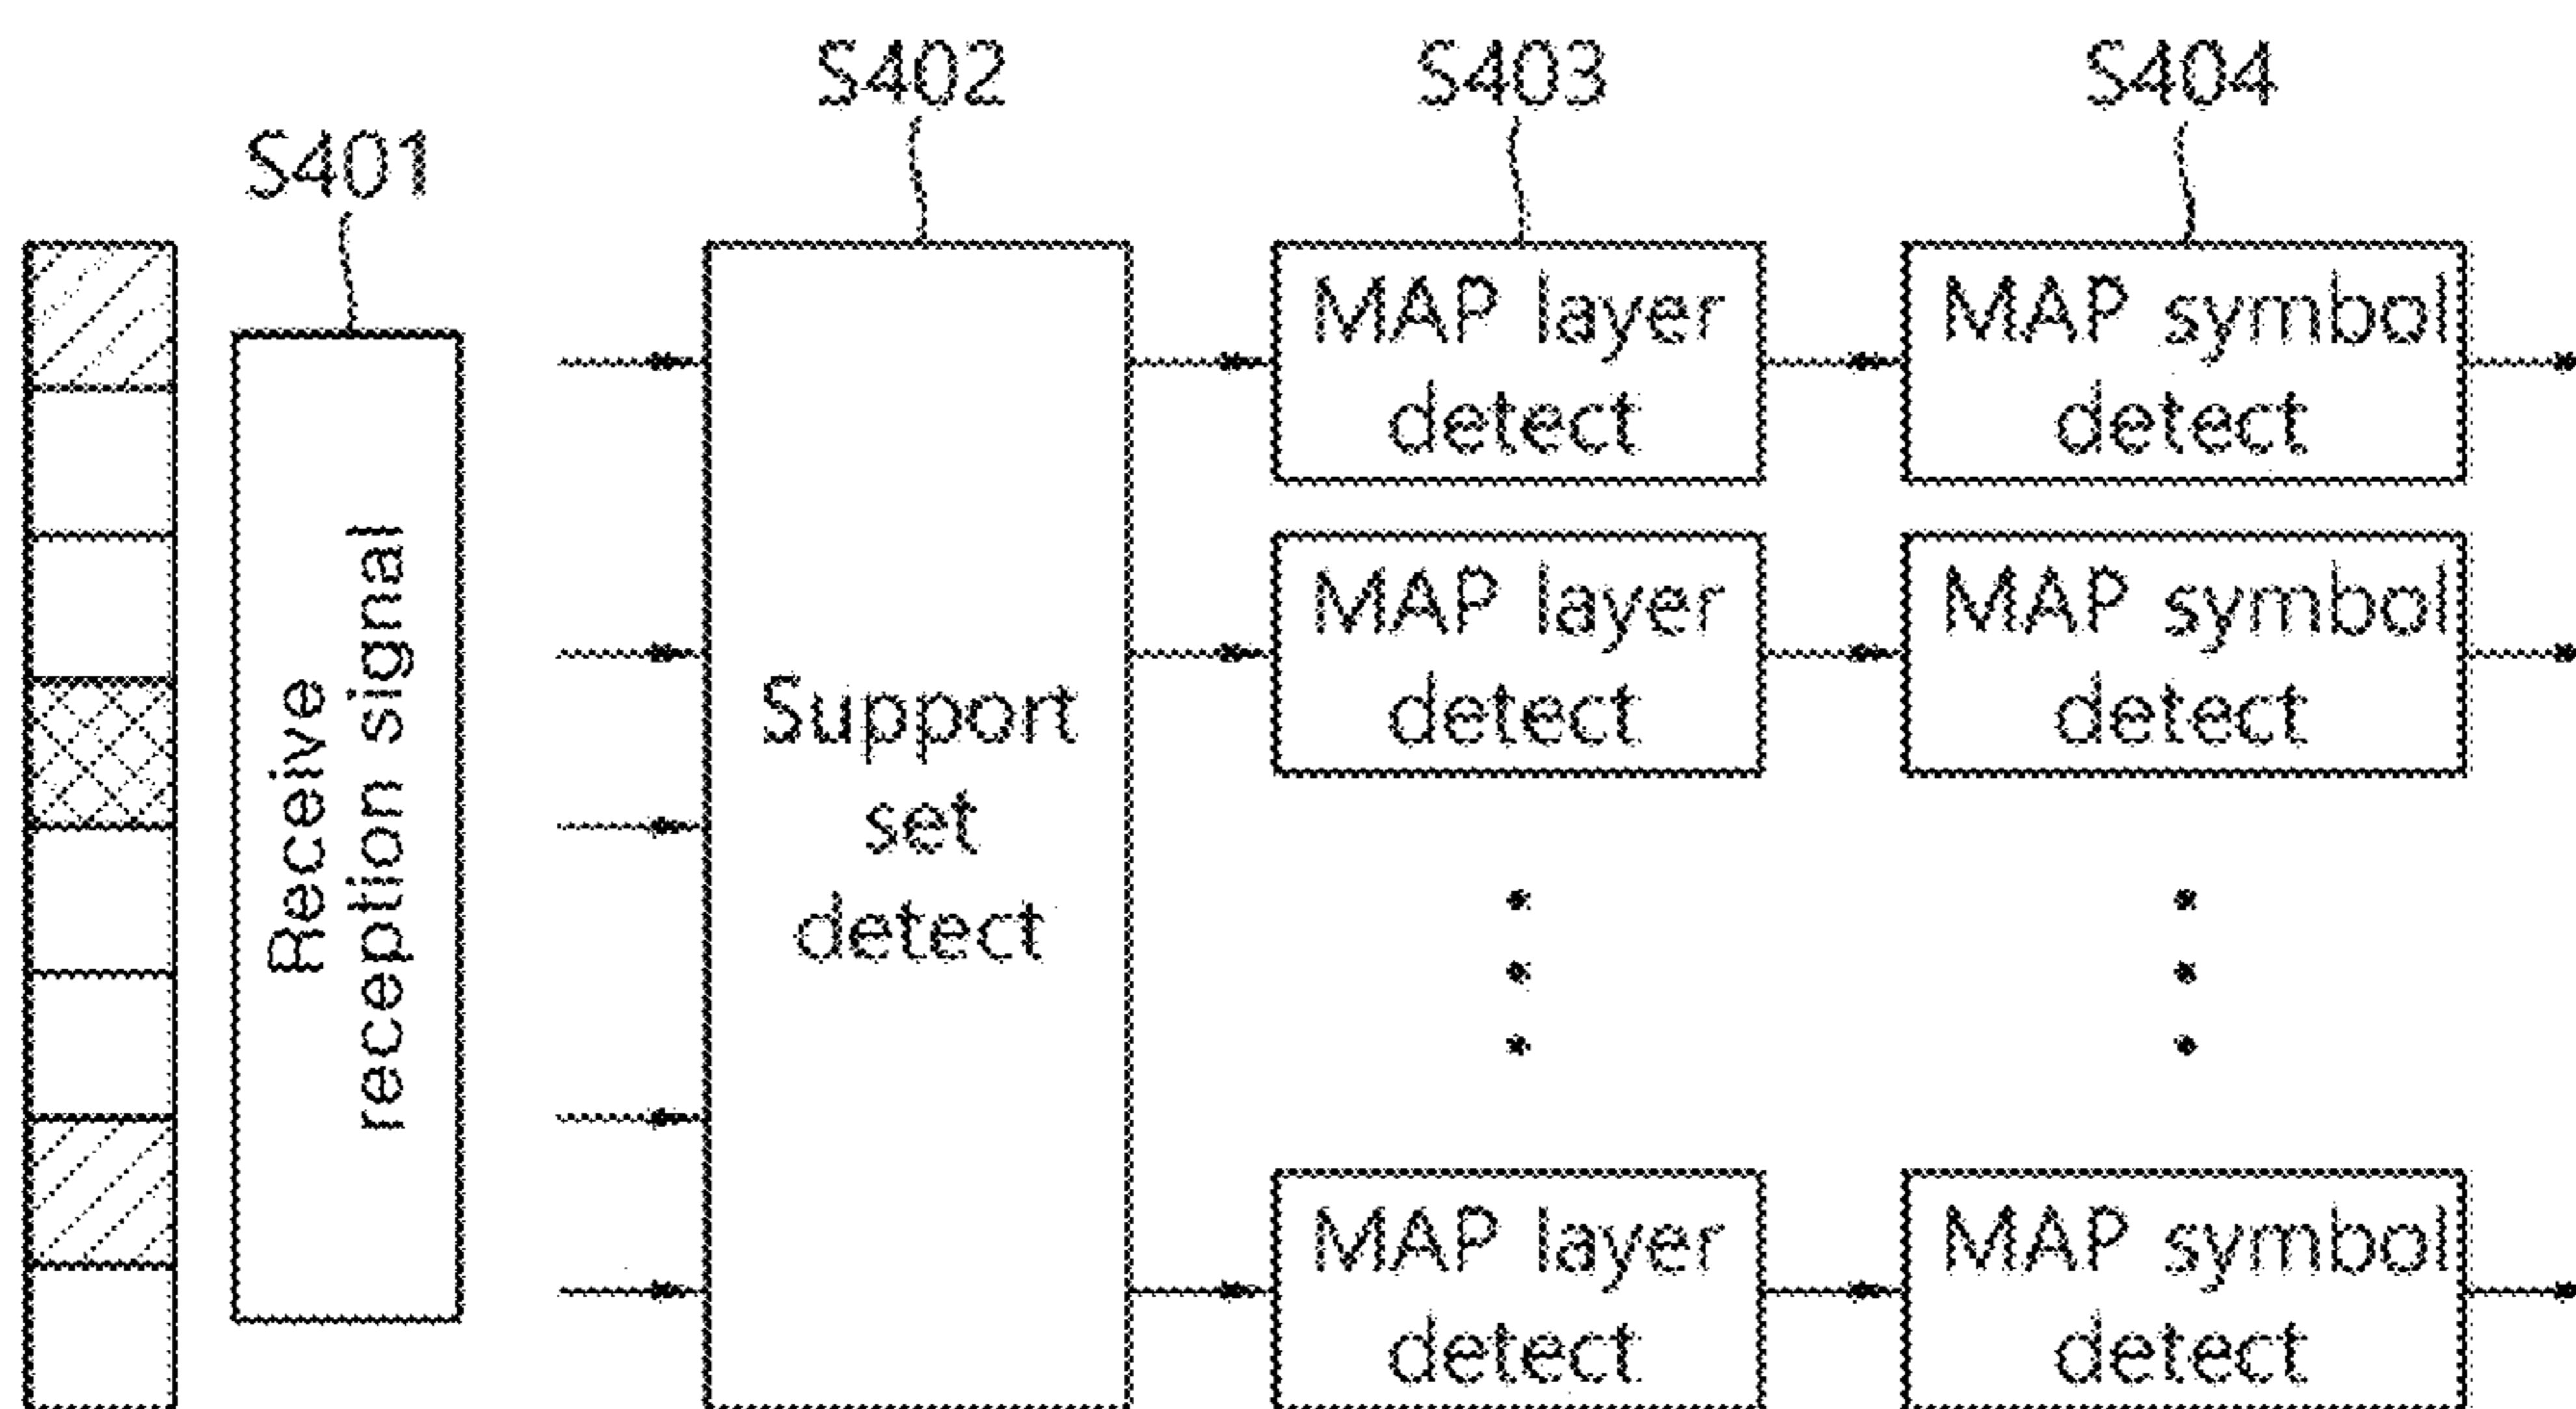 S401
S402
S403
S404
Receive
reception signal
Support
set
detect
MAP layer
detect
MAP symbol
detect
MAP layer
detect
MAP symbol
detect
MAP layer
detect
MAP symbol
detect